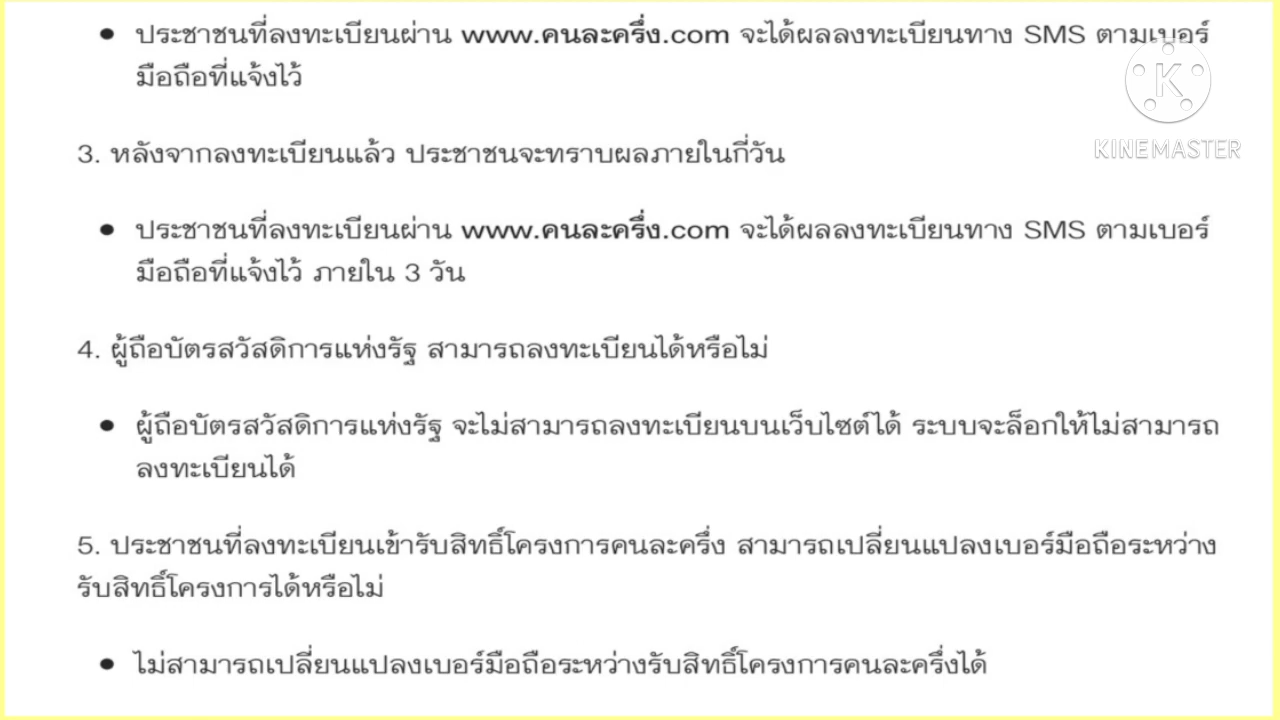 • ประชาชนที่ลงทะเบียนผ่าน www.คนละครึ่ง.com จะได้ผลลงทะเบียนทาง SMS ตามเบอร์
มือถือที่แจ้งไว้
K
KINEMASTER
3. หลังจากลงทะเบียนแล้ว ประชาชนจะทราบผลภายในกี่วัน
• ประชาชนที่ลงทะเบียนผ่าน www.คนละครึ่ง.com จะได้ผลลงทะเบียนทาง SMS ตามเบอร์
มือถือที่แจ้งไว้ ภายใน 3 วัน
4. ผู้ถือบัตรสวัสดิการแห่งรัฐ สามารถลงทะเบียนได้หรือไม่
• ผู้ถือบัตรสวัสดิการแห่งรัฐ จะไม่สามารถลงทะเบียนบนเว็บไซต์ได้ ระบบจะล็อกให้ไม่สามารถ
ลงทะเบียนได้
5. ประชาชนที่ลงทะเบียนเข้ารับสิทธิ์โครงการคนละครึ่ง สามารถเปลี่ยนแปลงเบอร์มือถือระหว่าง
รับสิทธิ์โครงการได้หรือไม่
• ไม่สามารถเปลี่ยนแปลงเบอร์มือถือระหว่างรับสิทธิ์โครงการคนละครึ่งได้